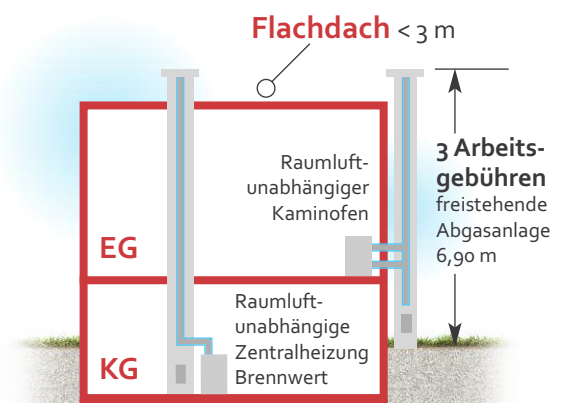 Flachdach < 3 m
Raumluft-
unabhängiger
Kaminofen
3 Arbeits-
gebühren
freistehende
Abgasanlage
6,90 m
EG
Raumluft-
unabhängige
Zentralheizung
Brennwert
KG